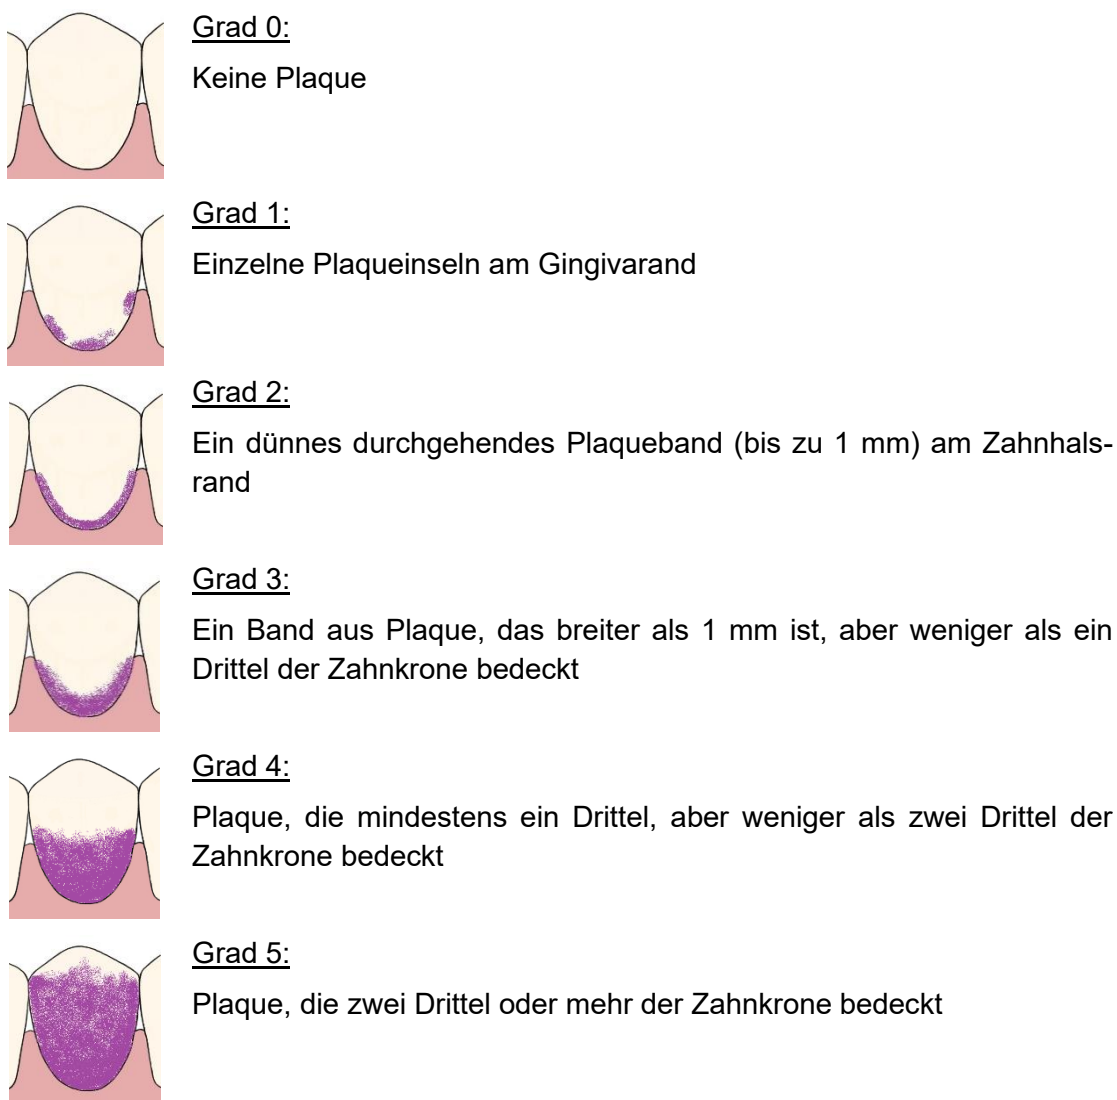 Grad 0:
Keine Plaque
Grad 1:
Einzelne Plaqueinseln am Gingivarand
Grad 2:
Ein dünnes durchgehendes Plaqueband (bis zu 1 mm) am Zahnhals-
rand
Grad 3:
Ein Band aus Plaque, das breiter als 1 mm ist, aber weniger als ein
Drittel der Zahnkrone bedeckt
Grad 4:
Plaque, die mindestens ein Drittel, aber weniger als zwei Drittel der
Zahnkrone bedeckt
Grad 5:
Plaque, die zwei Drittel oder mehr der Zahnkrone bedeckt